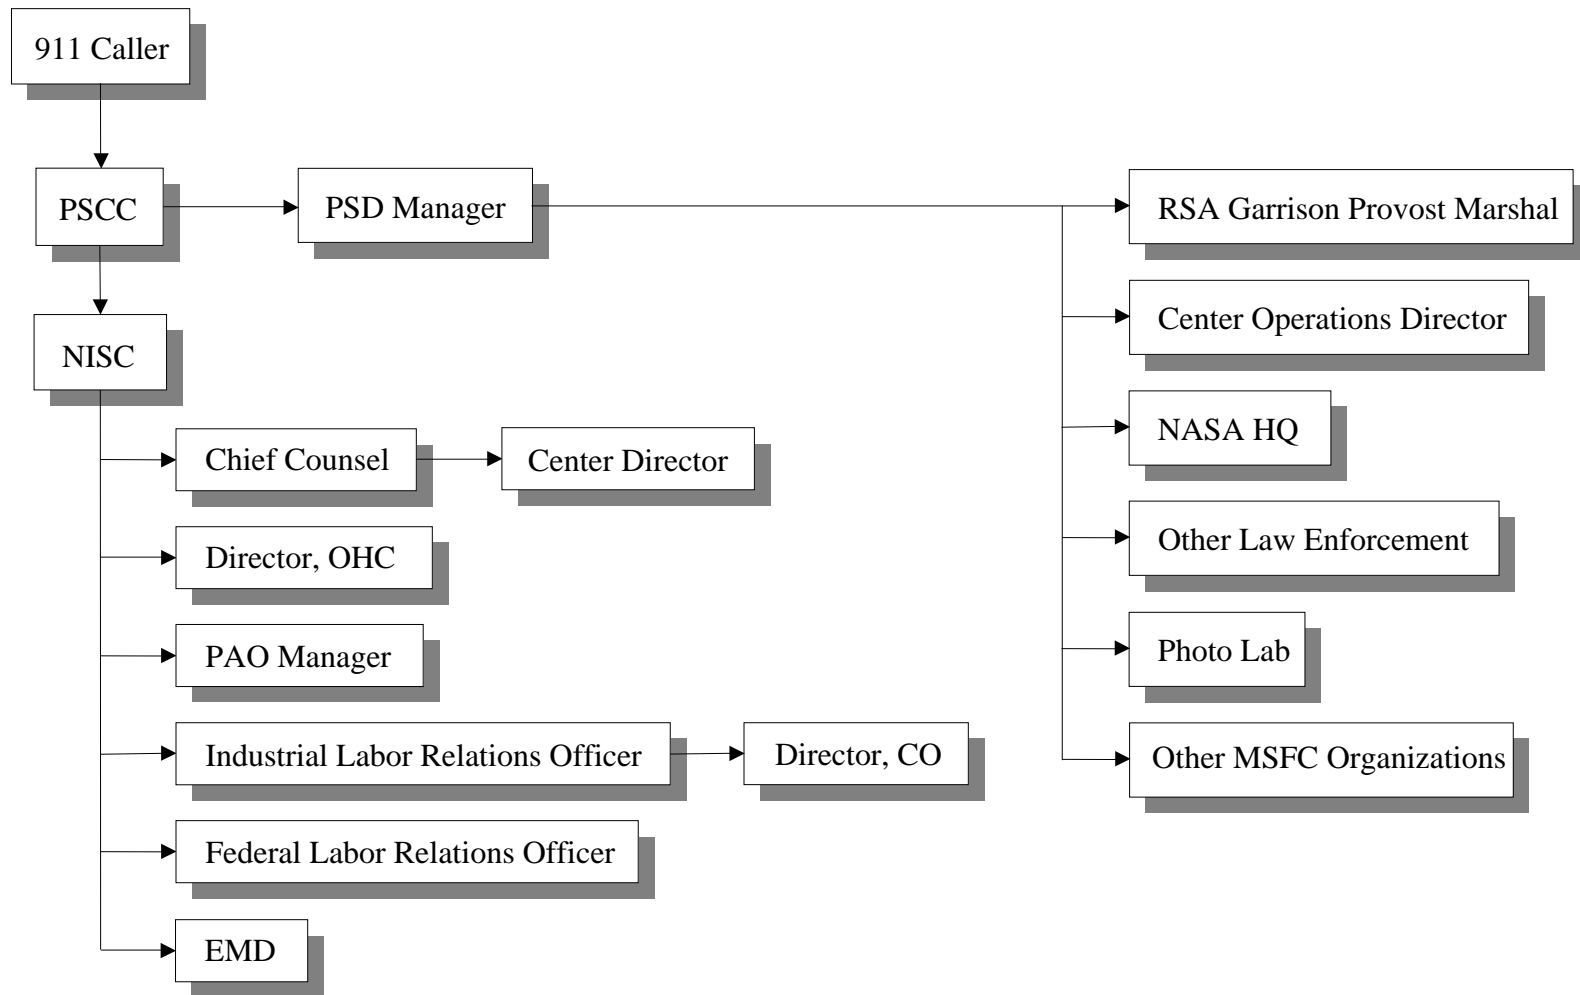 911 Caller
PSCC
PSD Manager
RSA Garrison Provost Marshal
Center Operations Director
NISC
NASA HQ
Chief Counsel
Center Director
Other Law Enforcement
Director, OHC
PAO Manager
Photo Lab
Industrial Labor Relations Officer
Director, CO
Other MSFC Organizations
Federal Labor Relations Officer
EMD